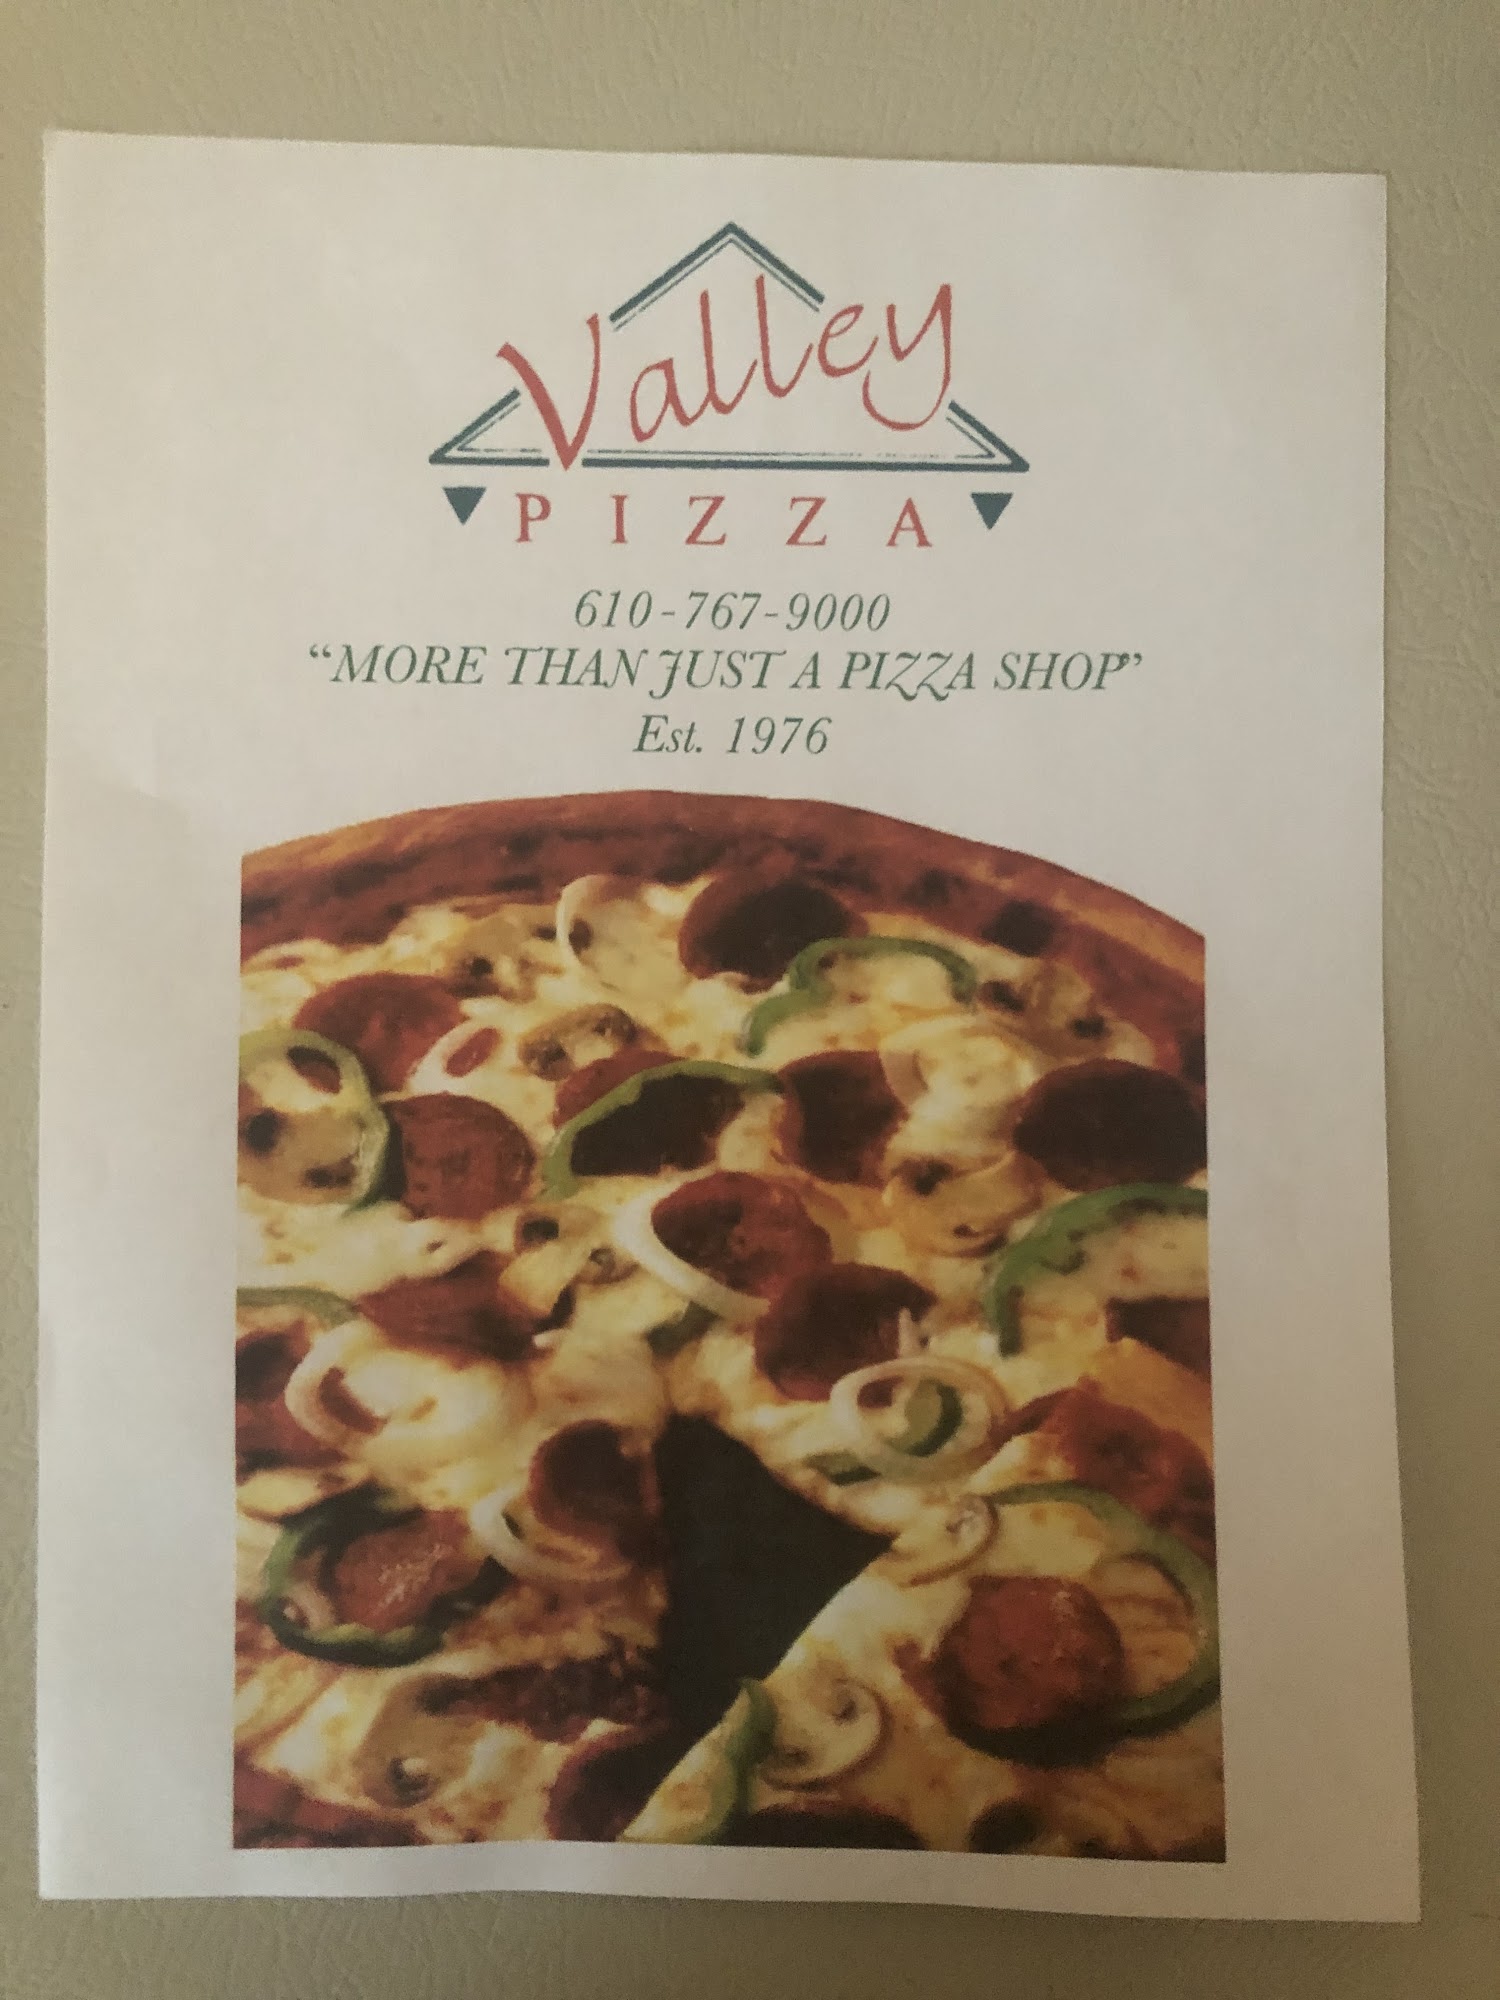 Valley
PIZZA
610-767-9000
“MORE THAN JUST A PIZZA SHOP”
Est. 1976